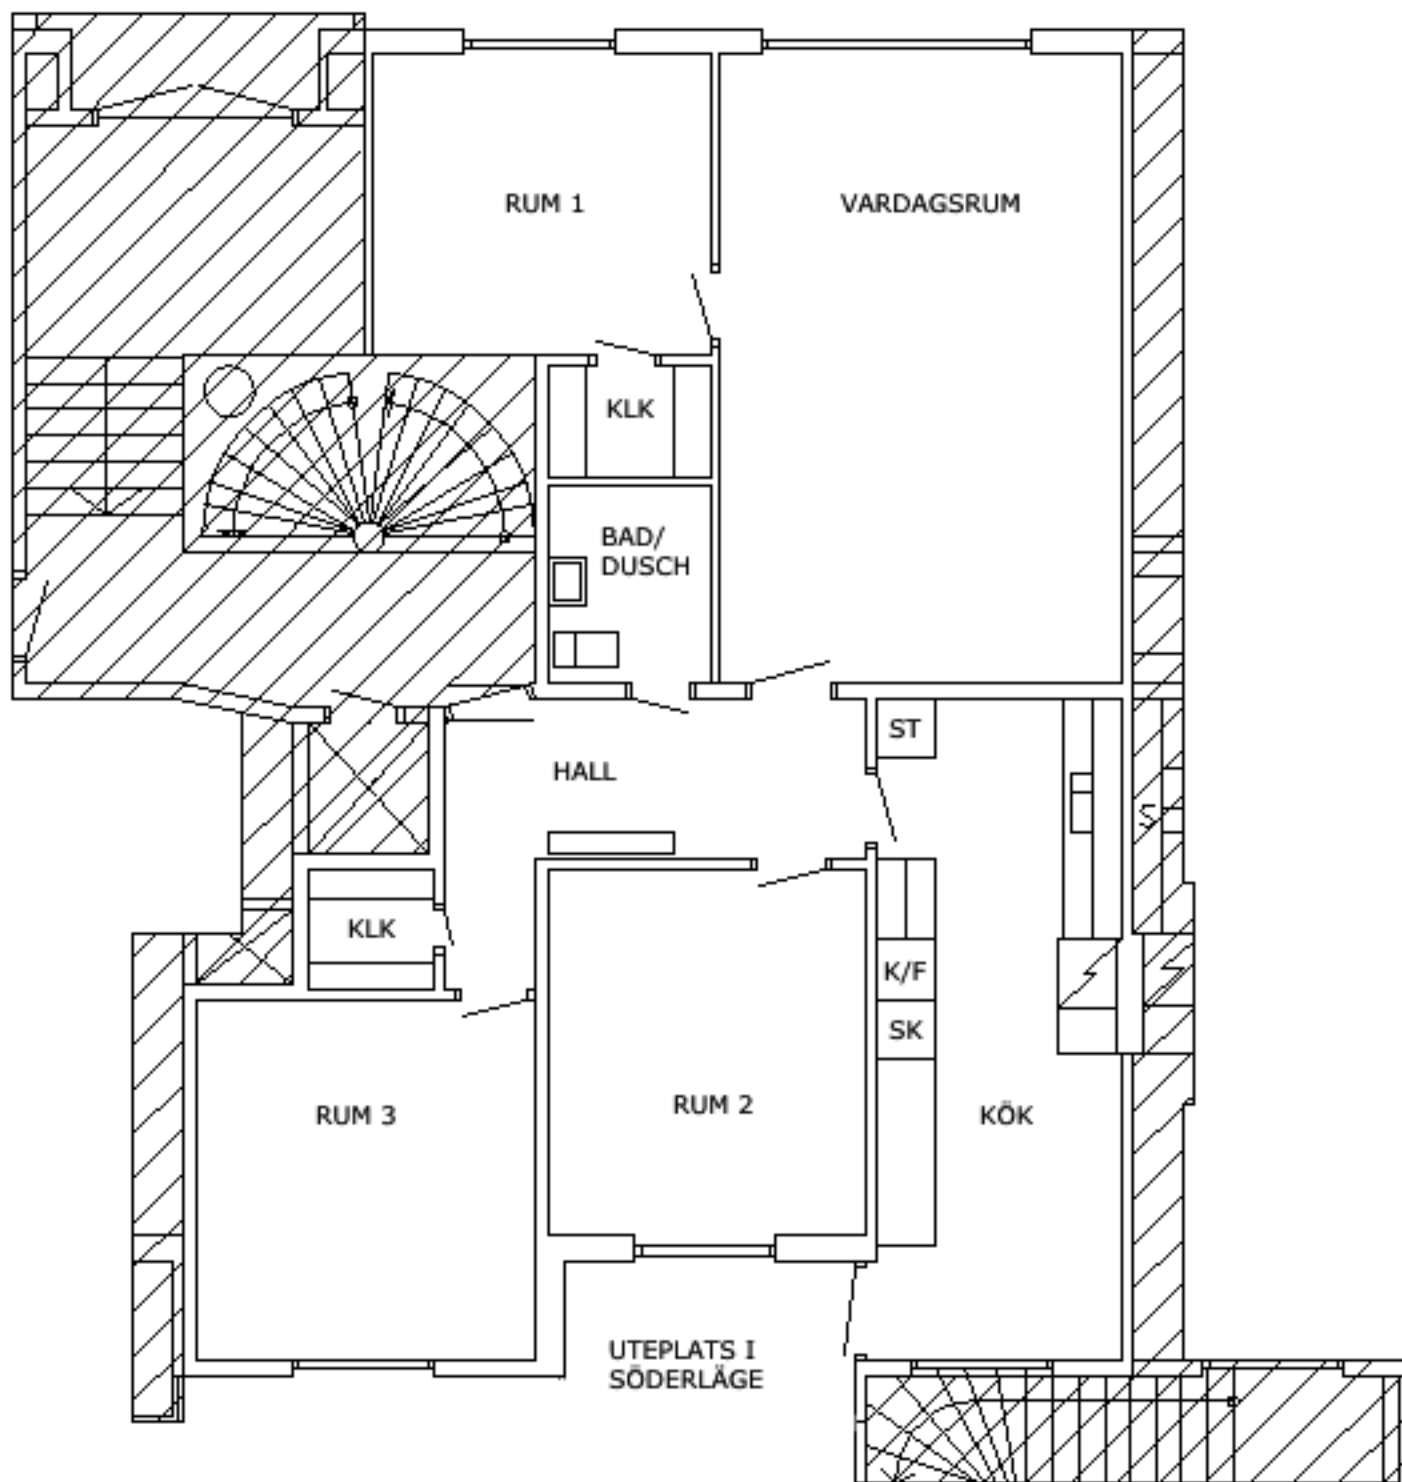 RUM 1
VARDAGSRUM
KLK
BAD/
DUSCH
ST
HALL
KLK
K/F
SK
RUM 3
RUM 2
KÖK
UTEPLATS I
SÖDERLÄGE